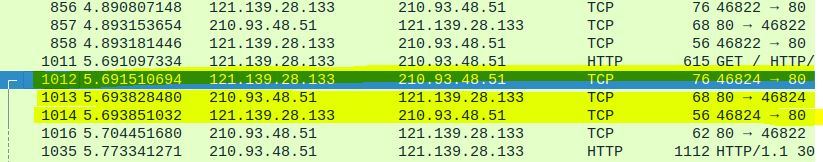 856 4.890807148 121.139.28.133 210.93.48.51 TCP 76 46822 → 80
857 4.893153654 210.93.48.51 121.139.28.133 TCP 68 80 → 46822
858 4.893181446 121.139.28.133 210.93.48.51 TCP 56 46822 → 80
1011 5.691097334 121.139.28.133 210.93.48.51 HTTP 615 GET / HTTP/
1012 5.691510694 121.139.28.133 210.93.48.51 TCP 76 46824 → 80
1013 5.693828480 210.93.48.51 121.139.28.133 TCP 68 80 → 46824
1014 5.693851032 121.139.28.133 210.93.48.51 TCP 56 46824 → 80
1016 5.704451680 210.93.48.51 121.139.28.133 TCP 62 80 → 46822
1035 5.773341271 210.93.48.51 121.139.28.133 HTTP 1112 HTTP/1.1 30